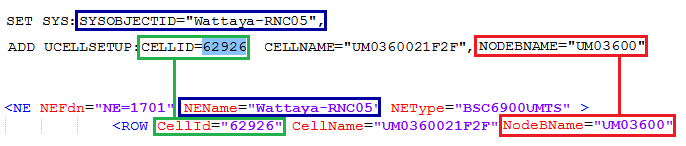 SET SYS:SYSOBJECTID="Wattaya-RNC05",
ADD UCELLSETUP:CELLID=62926 CELLNAME="UM0360021F2F", NODEBNAME="UM03600"
<NE NEFdn="NE=1701" NEName="Wattaya-RNC05" NEType="BSC6900UMTS" >
<ROW CellId="62926" CellName="UM0360021F2F" NodeBName="UM03600"